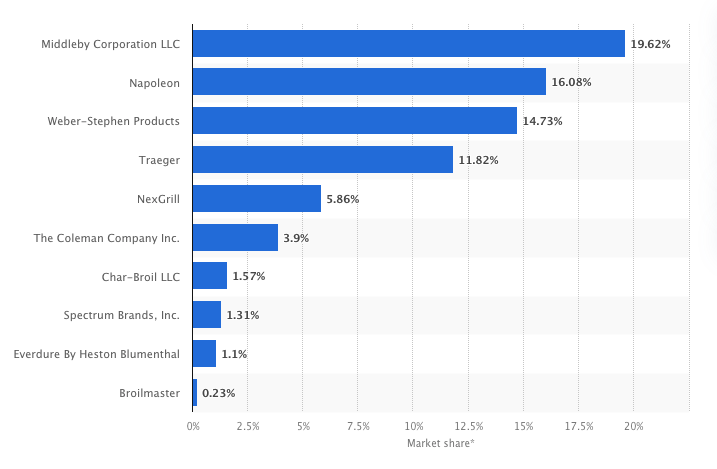 Middleby Corporation LLC 19.62%
Napoleon 16.08%
Weber-Stephen Products 14.73%
Traeger 11.82%
NexGrill 5.86%
The Coleman Company Inc. 3.9%
Char-Broil LLC 1.57%
Spectrum Brands, Inc. 1.31%
Everdure By Heston Blumenthal 1.1%
Broilmaster 0.23%
0% 2.5% 5% 7.5% 10% 12.5% 15% 17.5% 20%
Market share*